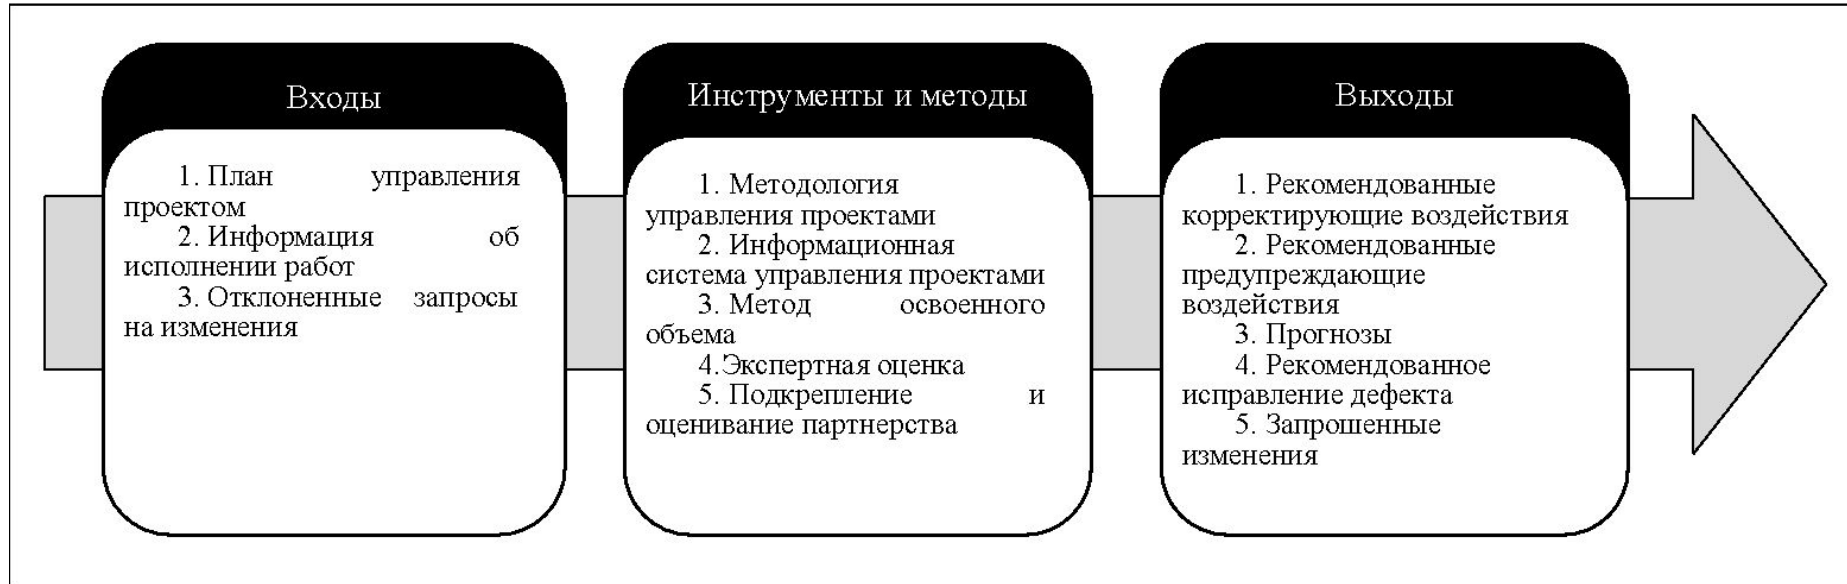 Входы
1. План управления
проектом
2. Информация об
исполнении работ
3. Отклоненные запросы
на изменения
Инструменты и методы
1. Методология
управления проектами
2. Информационная
система управления проектами
3. Метод освоенного
объема
4.Экспертная оценка
5. Подкрепление и
оценивание партнерства
Выходы
1. Рекомендованные
корректирующие воздействия
2. Рекомендованные
предупреждающие
воздействия
3. Прогнозы
4. Рекомендованное
исправление дефекта
5. Запрошенные
изменения